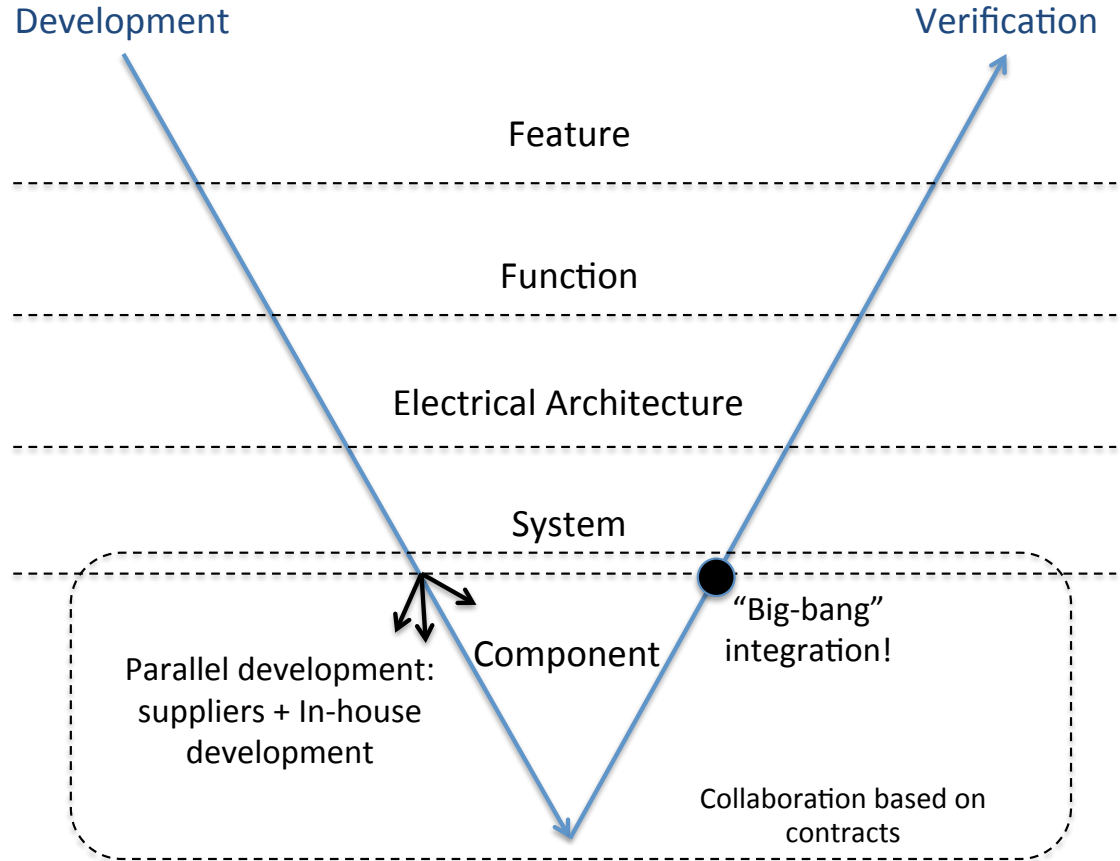 Development
Verification
Feature
Function
Electrical Architecture
System
“Big-bang”
integration!
Component
Parallel development:
suppliers + In-house
development
Collaboration based on
contracts